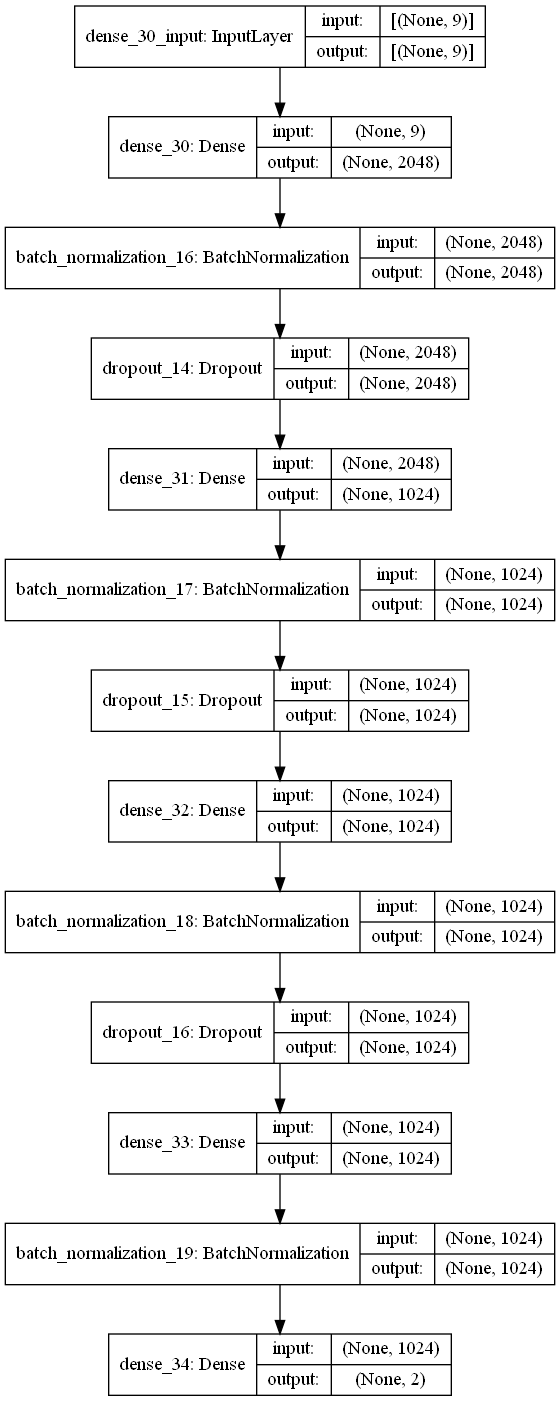 dense_30_input: InputLayer
input: [(None, 9)]
output: [(None, 9)]
dense_30: Dense
input: (None, 9)
output: (None, 2048)
batch_normalization_16: BatchNormalization
input: (None, 2048)
output: (None, 2048)
dropout_14: Dropout
input: (None, 2048)
output: (None, 2048)
dense_31: Dense
input: (None, 2048)
output: (None, 1024)
batch_normalization_17: BatchNormalization
input: (None, 1024)
output: (None, 1024)
dropout_15: Dropout
input: (None, 1024)
output: (None, 1024)
dense_32: Dense
input: (None, 1024)
output: (None, 1024)
batch_normalization_18: BatchNormalization
input: (None, 1024)
output: (None, 1024)
dropout_16: Dropout
input: (None, 1024)
output: (None, 1024)
dense_33: Dense
input: (None, 1024)
output: (None, 1024)
batch_normalization_19: BatchNormalization
input: (None, 1024)
output: (None, 1024)
dense_34: Dense
input: (None, 1024)
output: (None, 2)